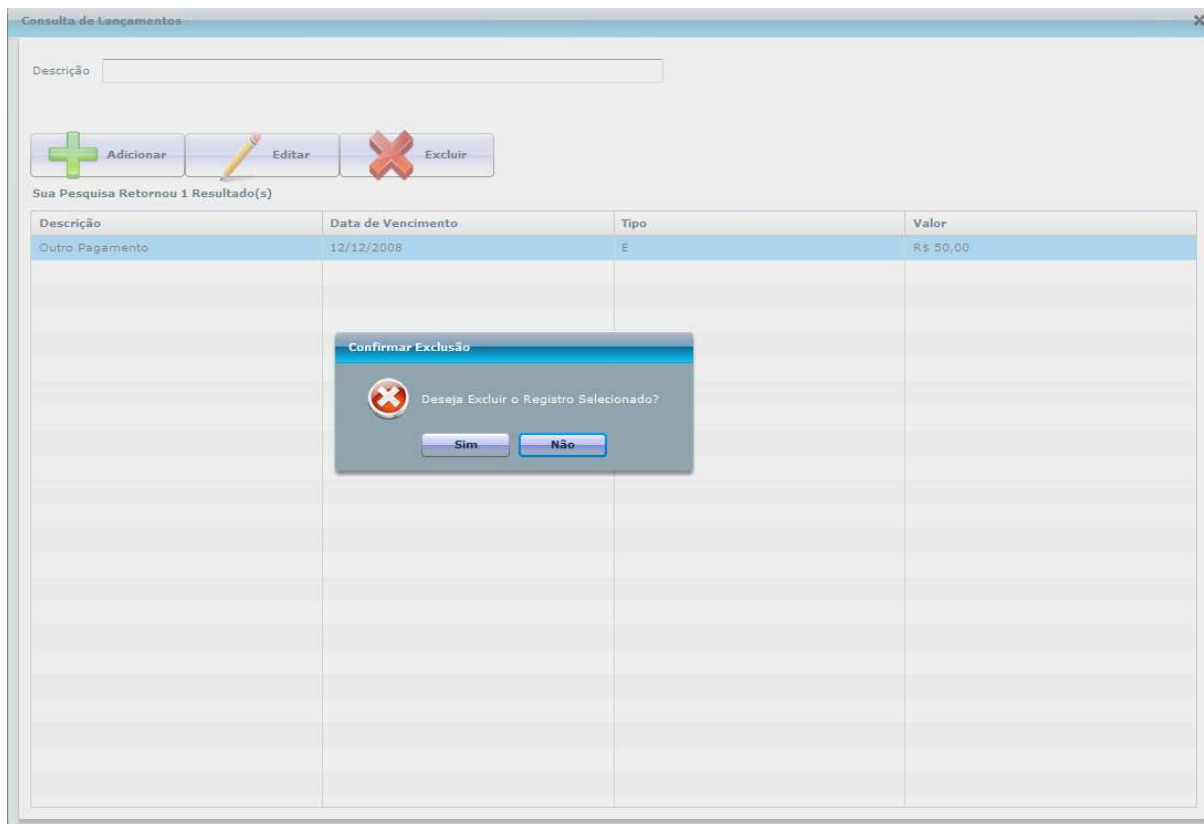 Consulta de Lançamentos
Descrição
Adicionar Editar Excluir
Sua Pesquisa Retornou 1 Resultado(s)
Descrição Data de Vencimento Tipo Valor
Outro Pagamento 12/12/2008 E R$ 50,00
Confirmar Exclusão
Deseja Excluir o Registro Selecionado?
Sim Não